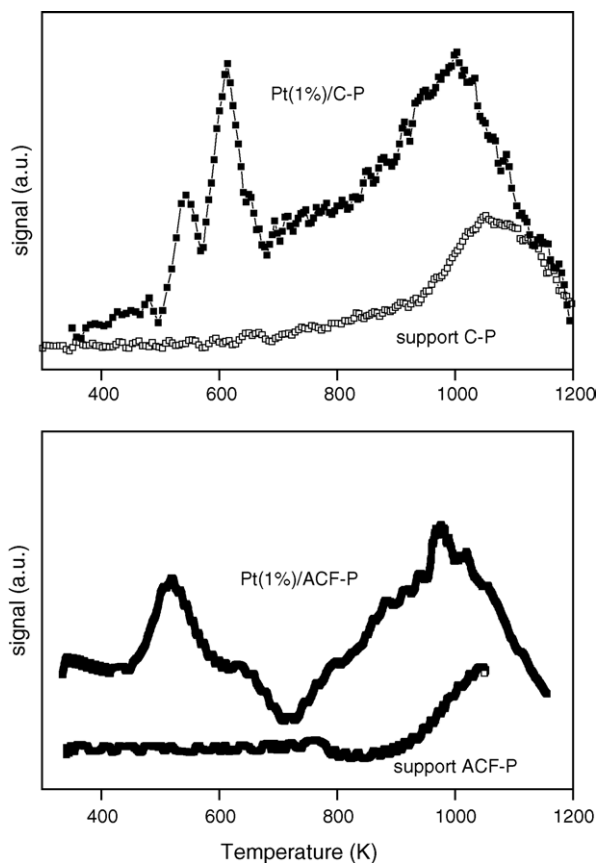 Pt(1%)/C-P
signal (a.u.)
support C-P
400 600 800 1000 1200
Pt(1%)/ACF-P
signal (a.u.)
support ACF-P
400 600 800 1000 1200
Temperature (K)